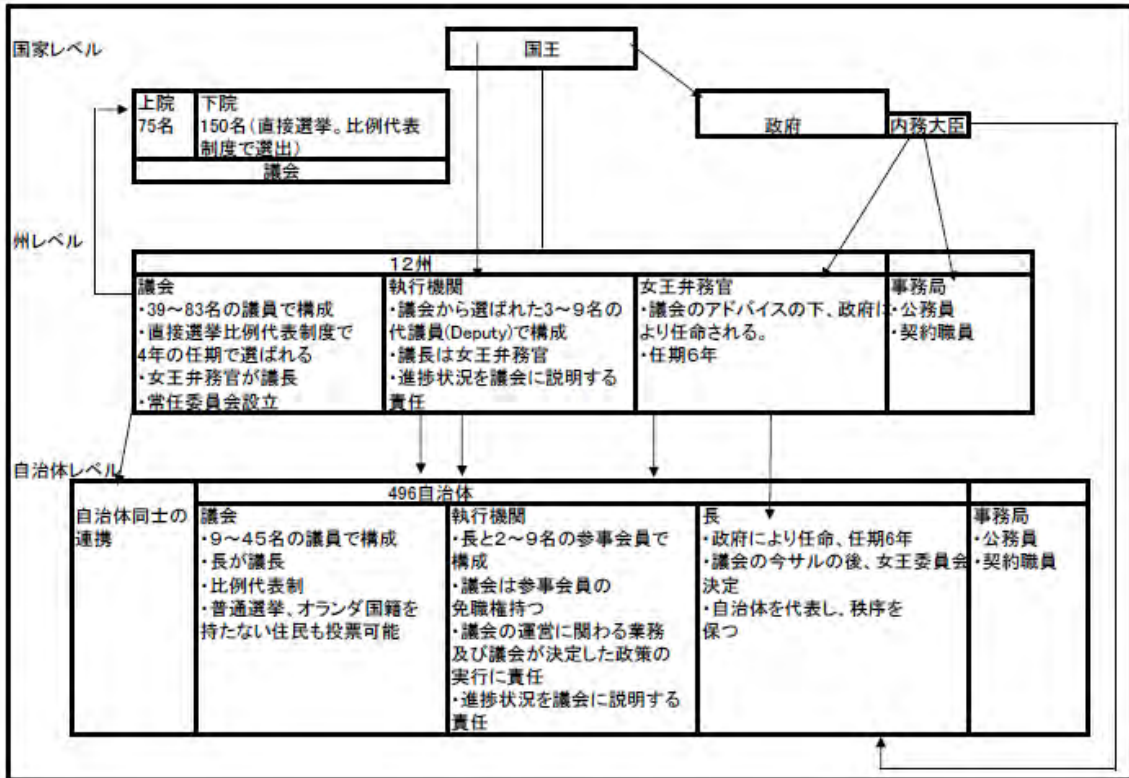 国家レベル
国王
上院
75名
下院
150名(直接選挙。比例代表
制度で選出)
議会
政府
内務大臣
州レベル
12州
議会
・39～83名の議員で構成
・直接選挙比例代表制度で
4年の任期で選ばれる
・女王弁務官が議長
・常任委員会設立
執行機関
・議会から選ばれた3～9名の
代議員(Deputy)で構成
・議長は女王弁務官
・進捗状況を議会に説明する
責任
女王弁務官
・議会のアドバイスの下、政府に
より任命される。
・任期6年
事務局
・公務員
・契約職員
自治体レベル
496自治体
自治体同士の
連携
議会
・9～45名の議員で構成
・長が議長
・比例代表制
・普通選挙、オランダ国籍を
持たない住民も投票可能
執行機関
・長と2～9名の参事会員で
構成
・議会は参事会員の
免職権持つ
・議会の運営に関わる業務
及び議会が決定した政策の
実行に責任
・進捗状況を議会に説明する
責任
長
・政府により任命、任期6年
・議会の今サルの後、女王委員会
決定
・自治体を代表し、秩序を
保つ
事務局
・公務員
・契約職員